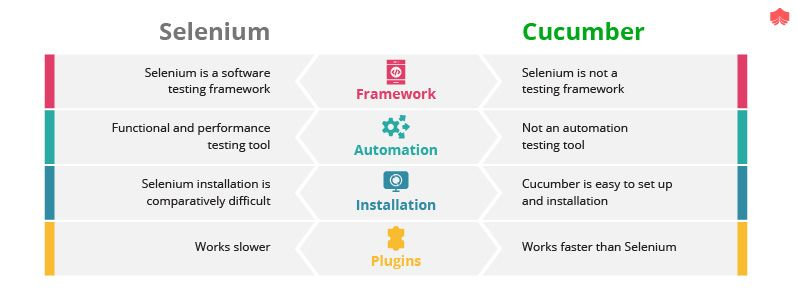 Selenium
Cucumber
Selenium is a software
testing framework
Framework
Selenium is not a
testing framework
Functional and performance
testing tool
Automation
Not an automation
testing tool
Selenium installation is
comparatively difficult
Installation
Cucumber is easy to set up
and installation
Works slower
Plugins
Works faster than Selenium